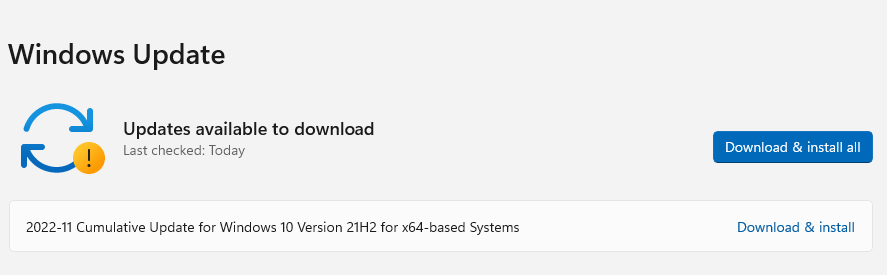 Windows Update
Updates available to download
Last checked: Today
Download & install all
2022-11 Cumulative Update for Windows 10 Version 21H2 for x64-based Systems
Download & install